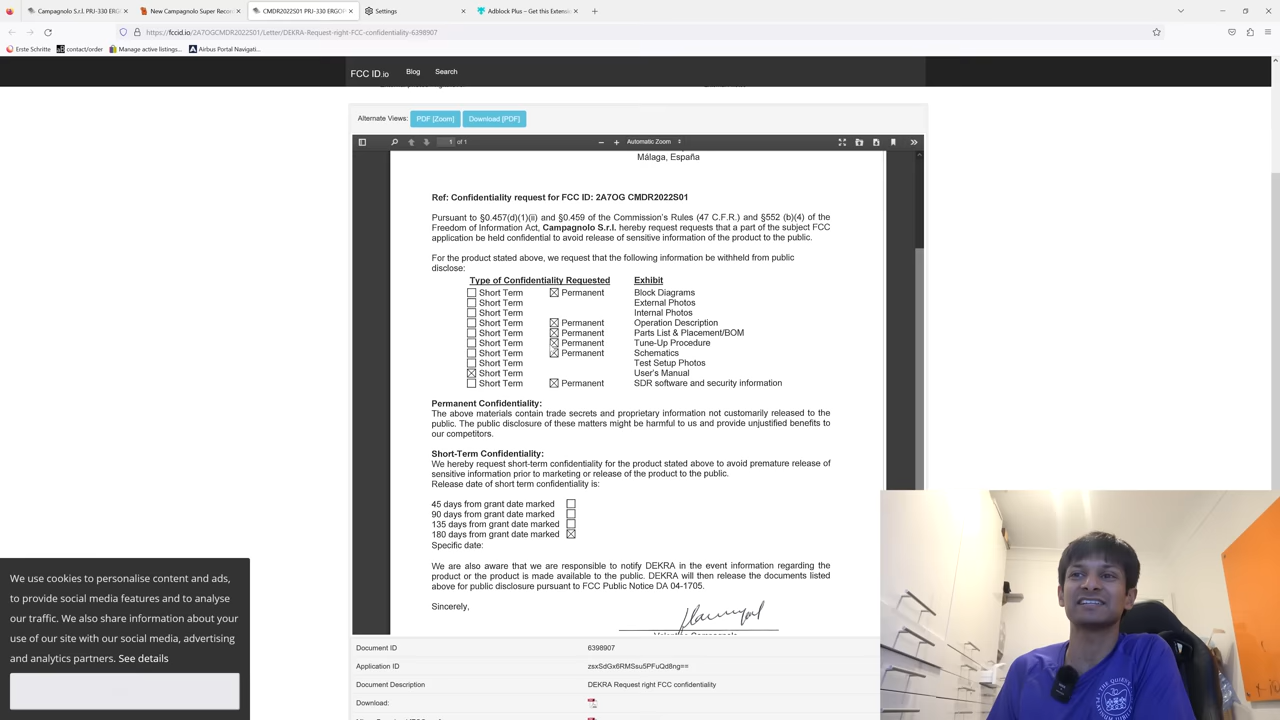 Campagnolo S.r.l. PRJ-330 ERG
New Campagnolo Super Recor
CMDR2022S01 PRJ-330 ERGOP
Settings
Adblock Plus – Get this Extensi
https://fccid.io/2A7OGCMDR2022S01/Letter/DEKRA-Request-right-FCC-confidentiality-6398907
Erste Schritte
contact/order
Manage active listings...
Airbus Portal Navigati...
FCC ID.io
Blog
Search
Alternate Views:
PDF [Zoom]
Download [PDF]
1 of 1
Automatic Zoom
Málaga, España
Ref: Confidentiality request for FCC ID: 2A7OG CMDR2022S01
Pursuant to §0.457(d)(1)(ii) and §0.459 of the Commission's Rules (47 C.F.R.) and §552 (b)(4) of the
Freedom of Information Act, Campagnolo S.r.l. hereby request requests that a part of the subject FCC
application be held confidential to avoid release of sensitive information of the product to the public.
For the product stated above, we request that the following information be withheld from public
disclose:
Type of Confidentiality Requested Exhibit
Short Term Permanent Block Diagrams
Short Term External Photos
Short Term Internal Photos
Short Term Permanent Operation Description
Short Term Permanent Parts List & Placement/BOM
Short Term Permanent Tune-Up Procedure
Short Term Permanent Schematics
Short Term Test Setup Photos
Short Term User's Manual
Short Term Permanent SDR software and security information
Permanent Confidentiality:
The above materials contain trade secrets and proprietary information not customarily released to the
public. The public disclosure of these matters might be harmful to us and provide unjustified benefits to
our competitors.
Short-Term Confidentiality:
We hereby request short-term confidentiality for the product stated above to avoid premature release of
sensitive information prior to marketing or release of the product to the public.
Release date of short term confidentiality is:
45 days from grant date marked
90 days from grant date marked
135 days from grant date marked
180 days from grant date marked
Specific date:
We are also aware that we are responsible to notify DEKRA in the event information regarding the
product or the product is made available to the public. DEKRA will then release the documents listed
above for public disclosure pursuant to FCC Public Notice DA 04-1705.
Sincerely,
Document ID 6398907
Application ID zsxSdGx6RMSsu5PFuQd8ng==
Document Description DEKRA Request right FCC confidentiality
Download:
We use cookies to personalise content and ads,
to provide social media features and to analyse
our traffic. We also share information about your
use of our site with our social media, advertising
and analytics partners. See details
THE QUEEN'S